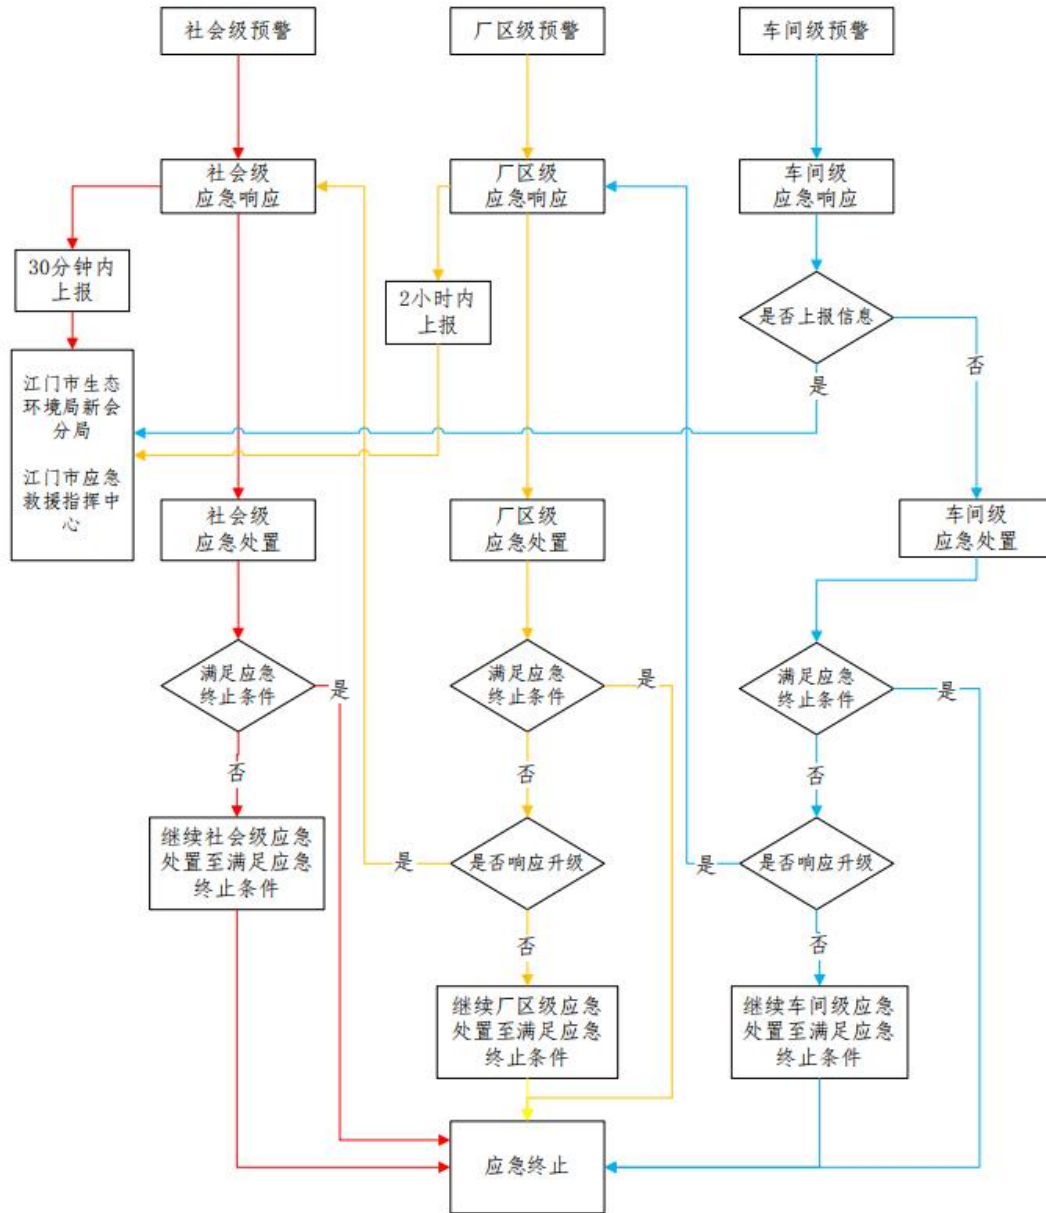 社会级预警
厂区级预警
车间级预警
社会级
应急响应
厂区级
应急响应
车间级
应急响应
30分钟内
上报
2小时内
上报
是否上报信息
否
是
江门市生态
环境局新会
分局
江门市应急
救援指挥中
心
社会级
应急处置
厂区级
应急处置
车间级
应急处置
满足应急
终止条件
是
满足应急
终止条件
是
满足应急
终止条件
是
否
否
否
继续社会级应急
处置至满足应急
终止条件
是
是否响应升级
是
是否响应升级
否
否
继续厂区级应急
处置至满足应急
终止条件
继续车间级应急
处置至满足应急
终止条件
应急终止